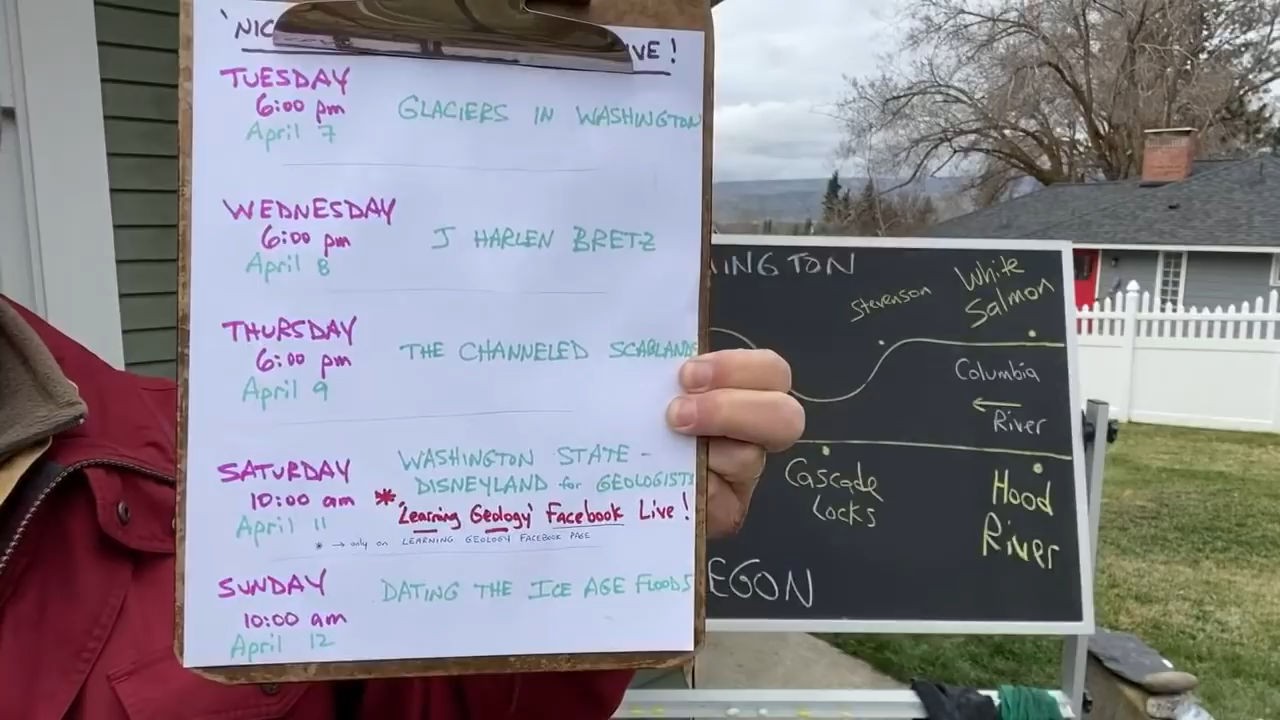 'NIC VE!
TUESDAY
6:00 pm
April 7
GLACIERS IN WASHINGTON
WEDNESDAY
6:00 pm
April 8
J HARLEN BRETZ
THURSDAY
6:00 pm
April 9
THE CHANNELED SCABLANDS
SATURDAY
10:00 am
April 11
WASHINGTON STATE -
DISNEYLAND for GEOLOGISTS
* 'Learning Geology' Facebook Live!
* → only on LEARNING GEOLOGY FACEBOOK PAGE
SUNDAY
10:00 am
April 12
DATING THE ICE AGE FLOODS
INGTON
Stevenson
White
Salmon
Columbia
←
River
Cascade
Locks
Hood
River
EGON